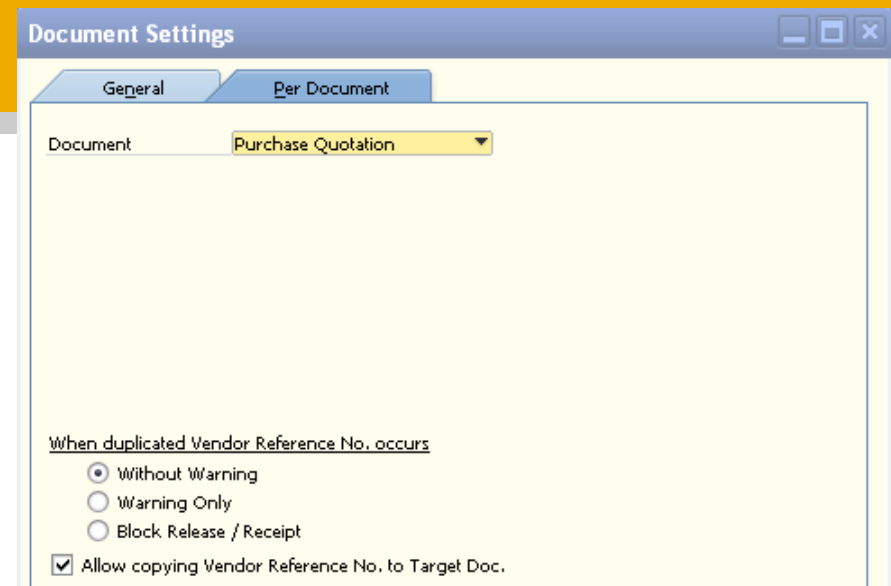 Document Settings
General Per Document
Document Purchase Quotation
When duplicated Vendor Reference No. occurs
Without Warning
Warning Only
Block Release / Receipt
Allow copying Vendor Reference No. to Target Doc.